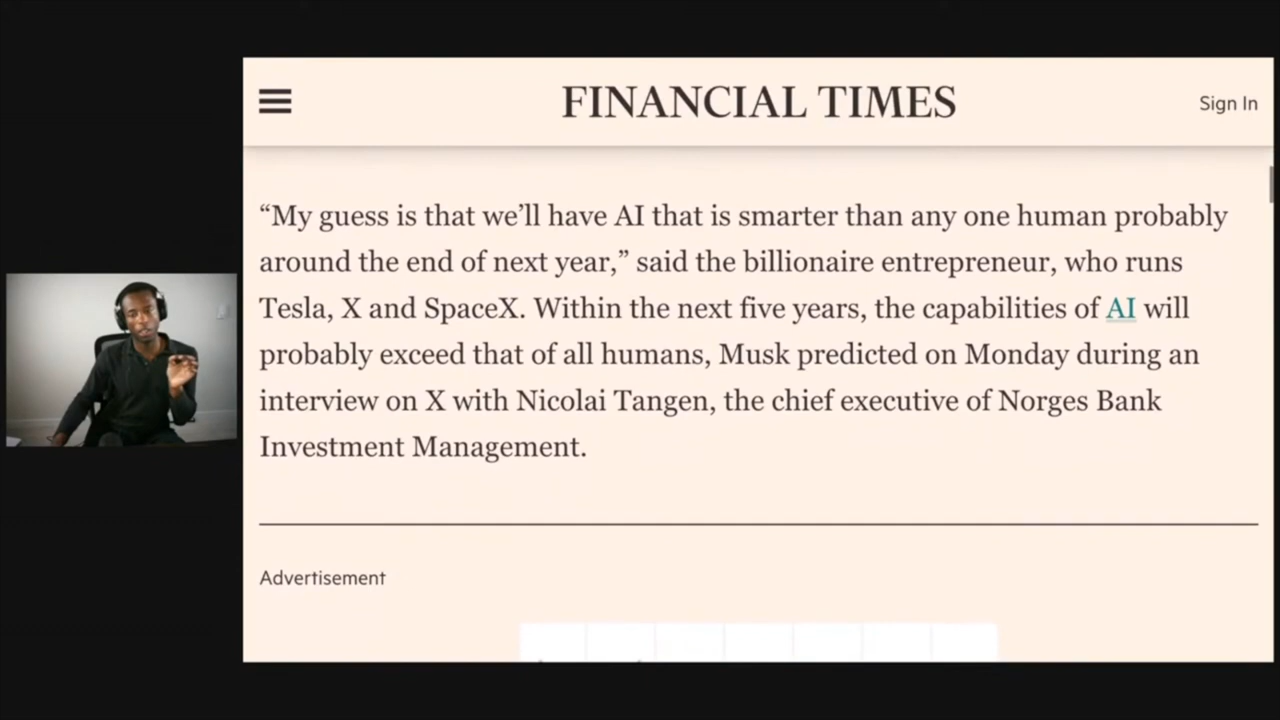 FINANCIAL TIMES
Sign In
“My guess is that we’ll have AI that is smarter than any one human probably
around the end of next year,” said the billionaire entrepreneur, who runs
Tesla, X and SpaceX. Within the next five years, the capabilities of AI will
probably exceed that of all humans, Musk predicted on Monday during an
interview on X with Nicolai Tangen, the chief executive of Norges Bank
Investment Management.
Advertisement